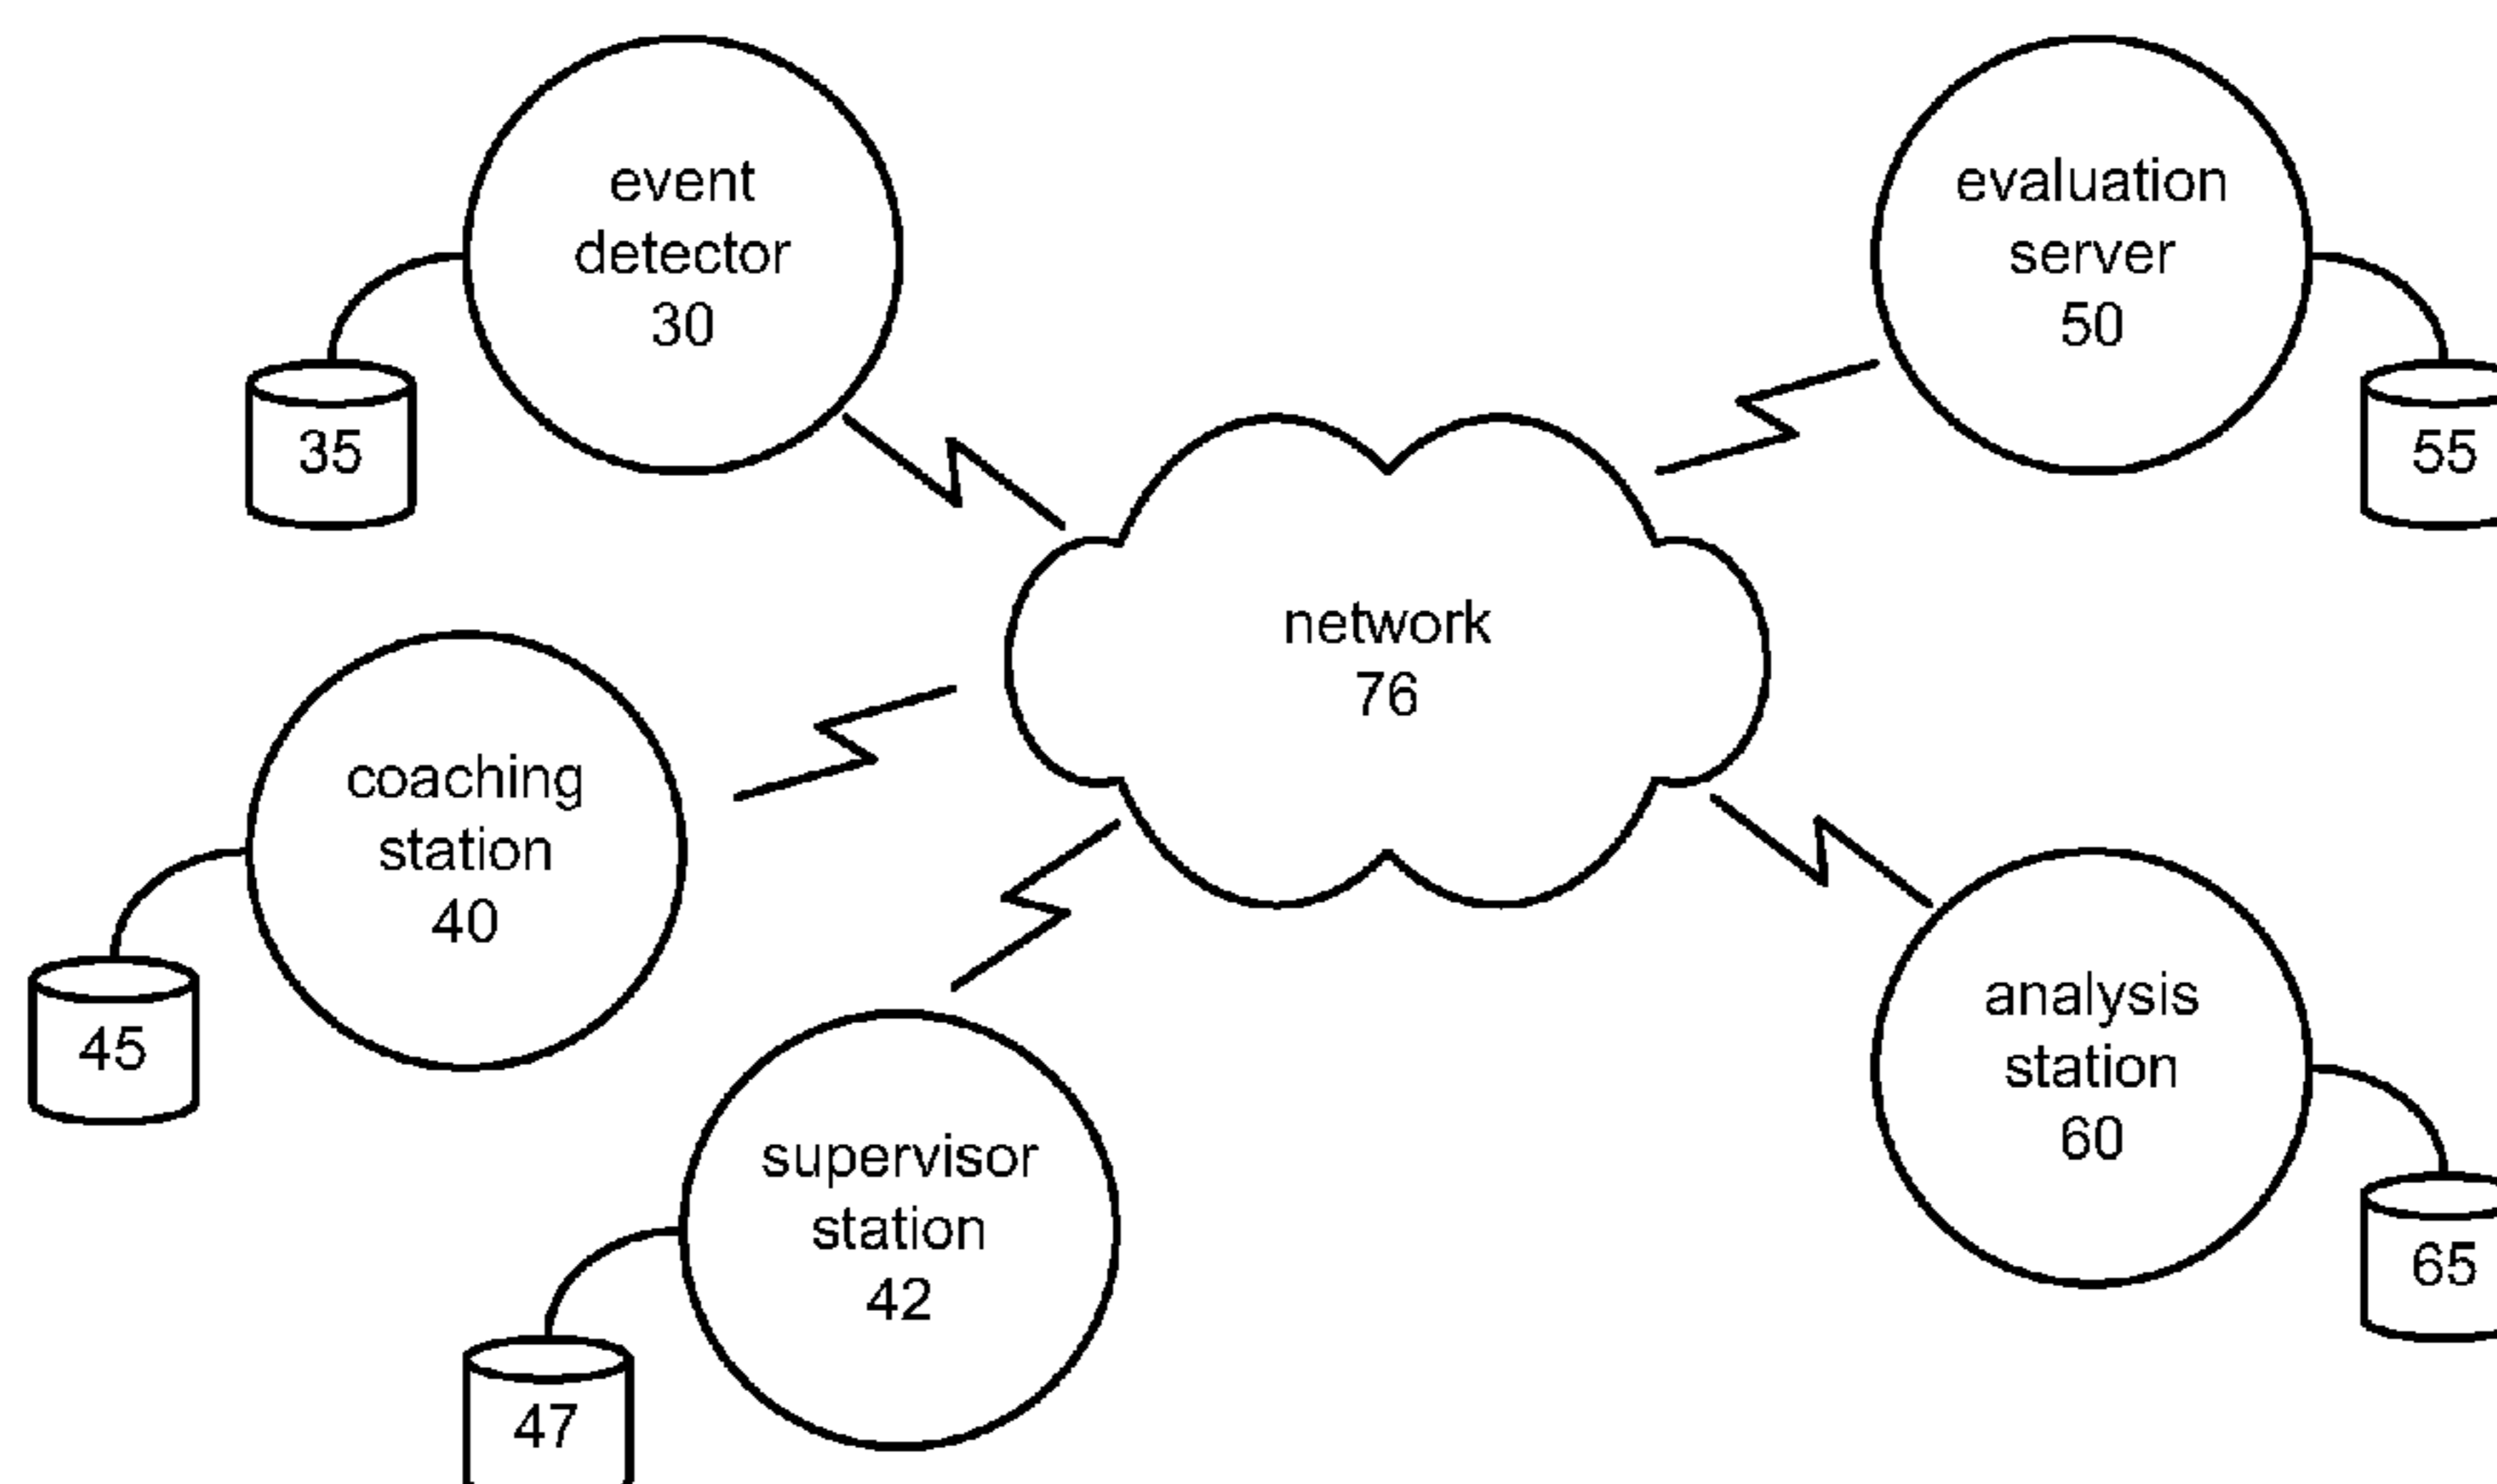 event
detector
30
35
evaluation
server
50
55
network
76
coaching
station
40
45
supervisor
station
42
47
analysis
station
60
65